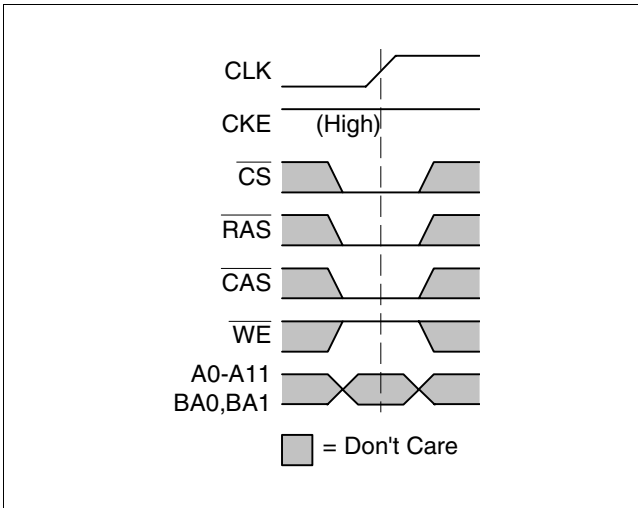 CLK
CKE (High)
CS
RAS
CAS
WE
A0-A11
BA0,BA1
= Don't Care